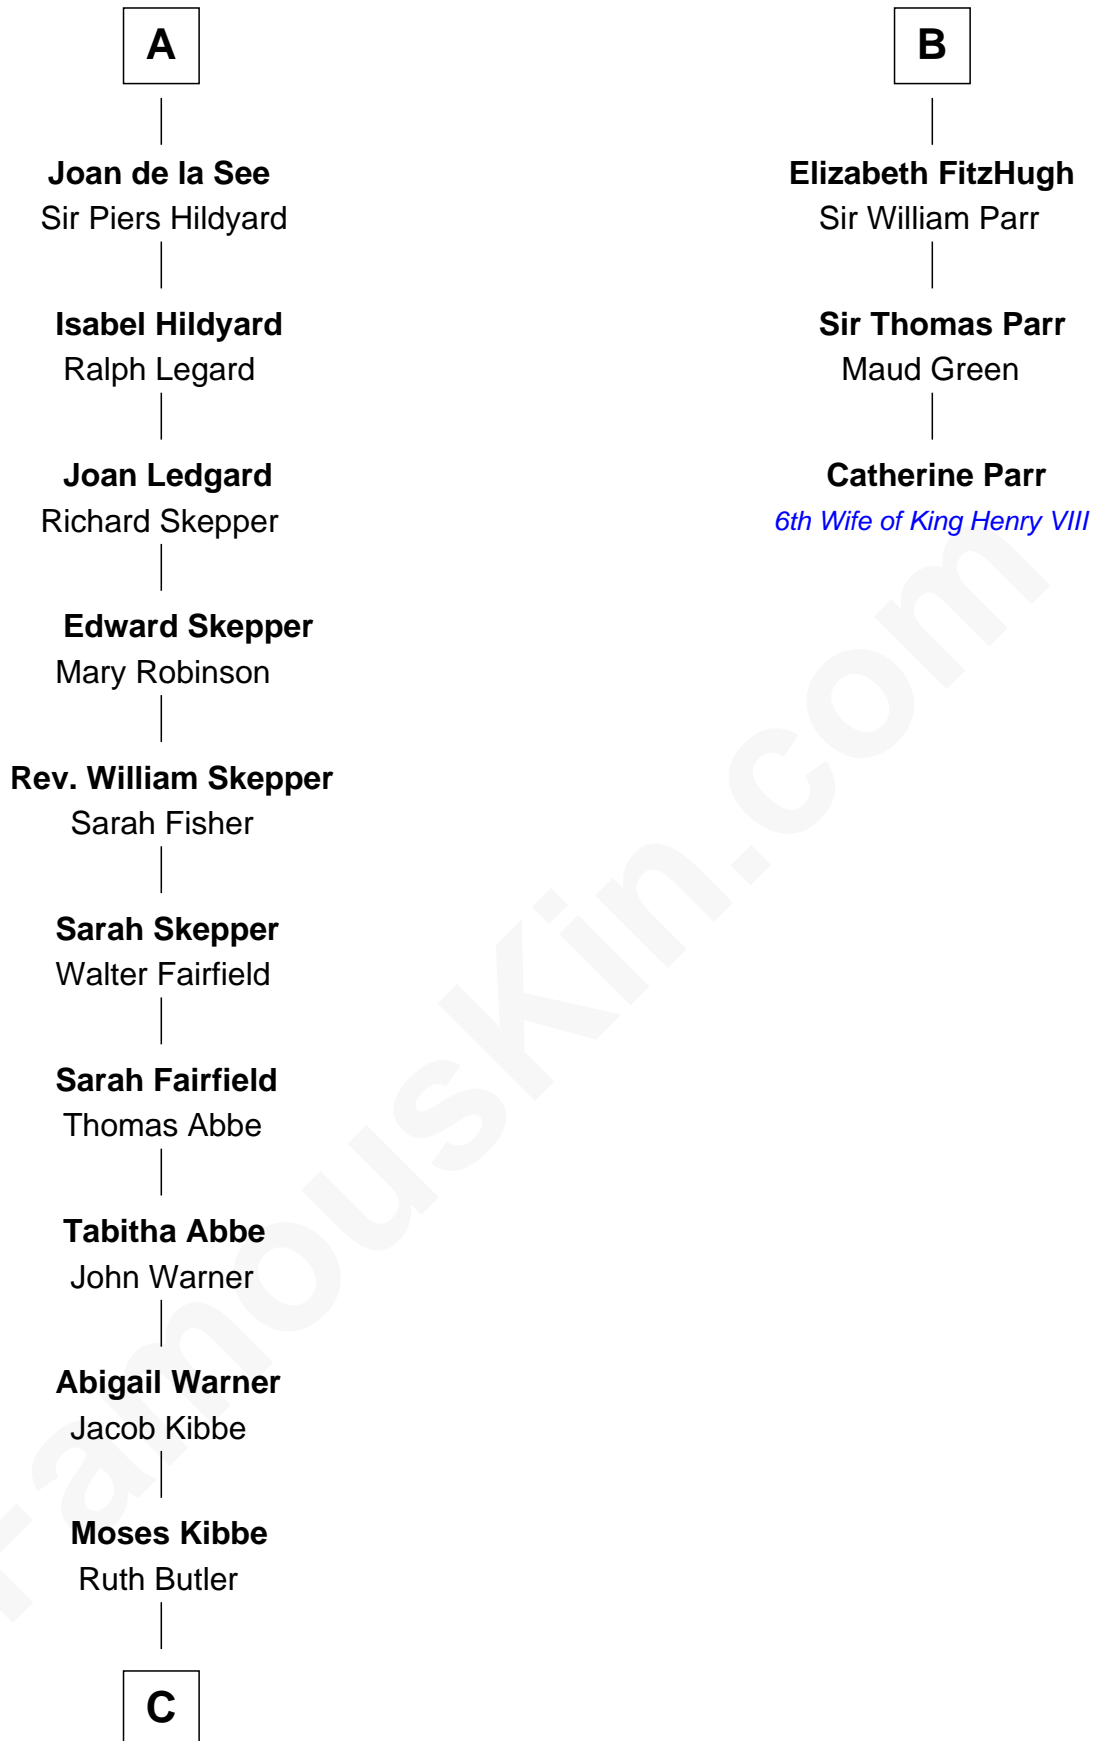 A
Joan de la See
Sir Piers Hildyard
Isabel Hildyard
Ralph Legard
Joan Ledgard
Richard Skepper
Edward Skepper
Mary Robinson
Rev. William Skepper
Sarah Fisher
Sarah Skepper
Walter Fairfield
Sarah Fairfield
Thomas Abbe
Tabitha Abbe
John Warner
Abigail Warner
Jacob Kibbe
Moses Kibbe
Ruth Butler
C
B
Elizabeth FitzHugh
Sir William Parr
Sir Thomas Parr
Maud Green
Catherine Parr
6th Wife of King Henry VIII
FamousKin.com